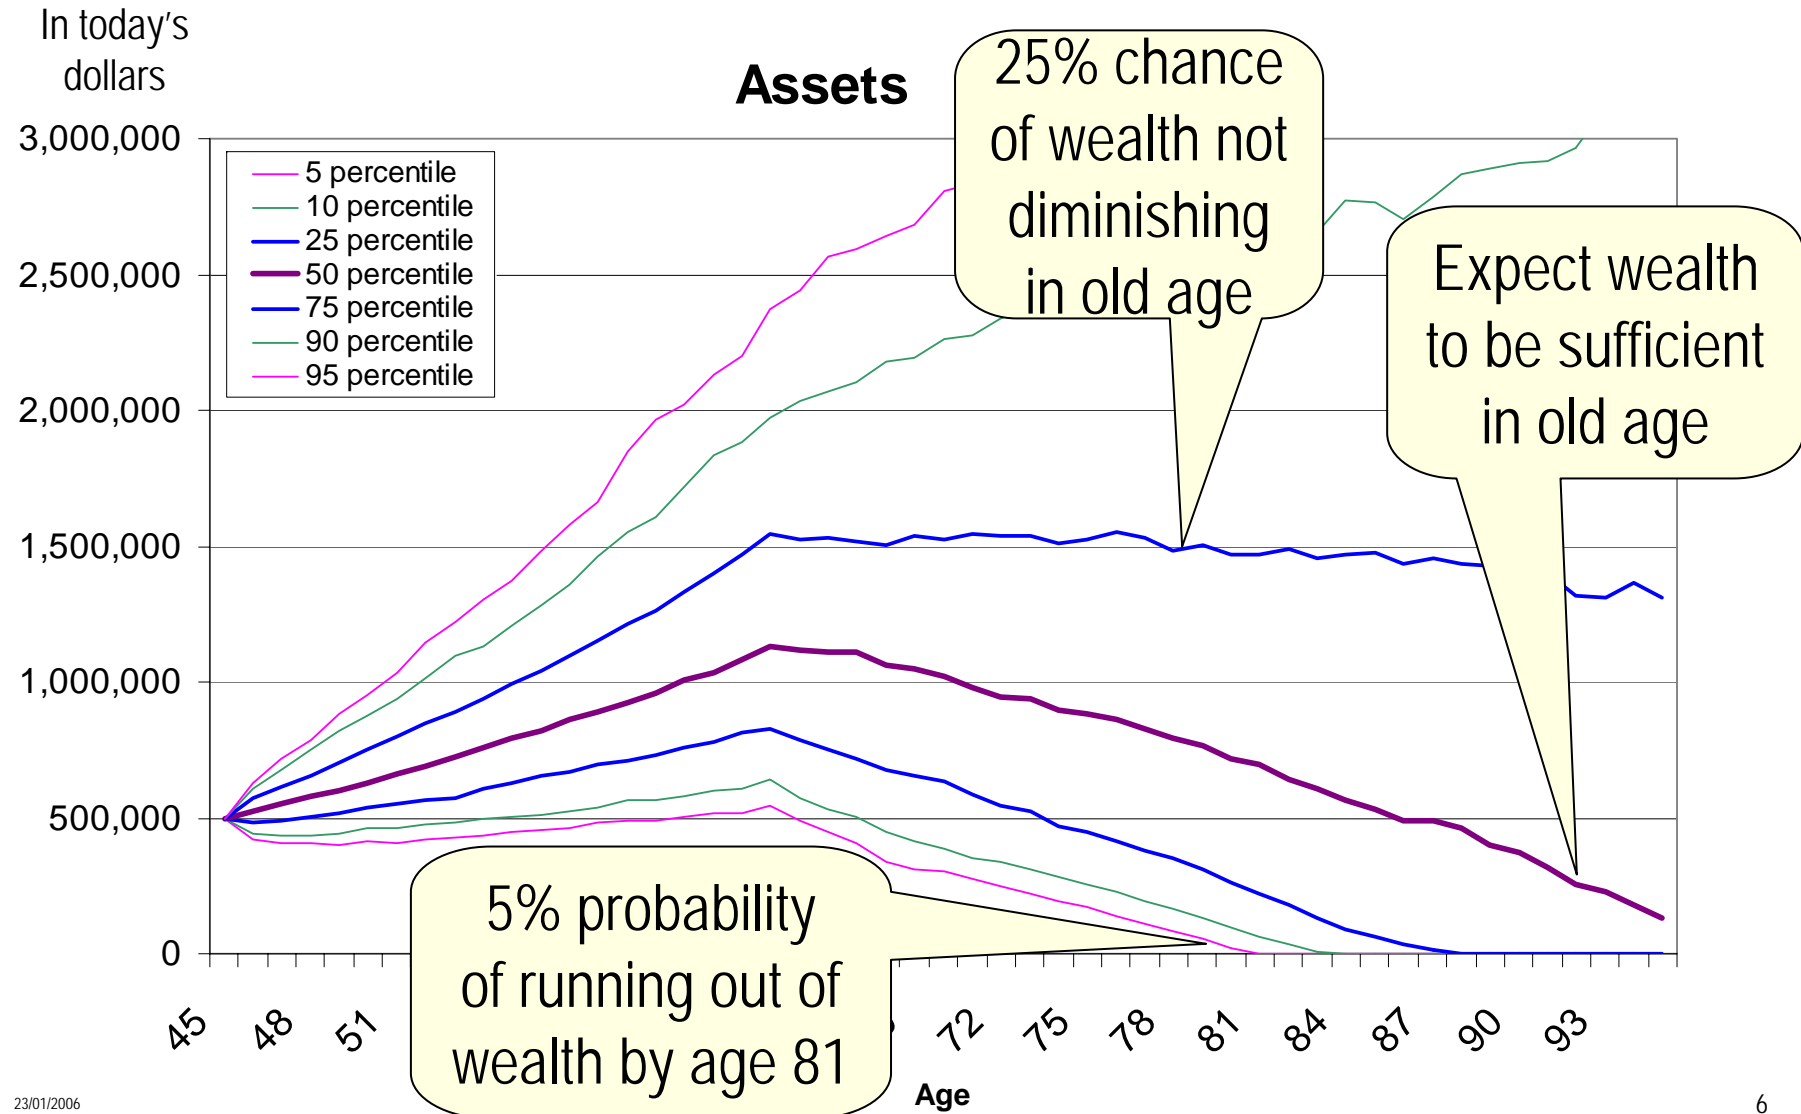 In today's
dollars
Assets
25% chance
of wealth not
diminishing
in old age
3,000,000
2,500,000
2,000,000
1,500,000
1,000,000
500,000
0
5 percentile
10 percentile
25 percentile
50 percentile
75 percentile
90 percentile
95 percentile
Expect wealth
to be sufficient
in old age
5% probability
of running out of
wealth by age 81
45 48 51 72 75 78 81 84 87 90 93
Age
23/01/2006
6